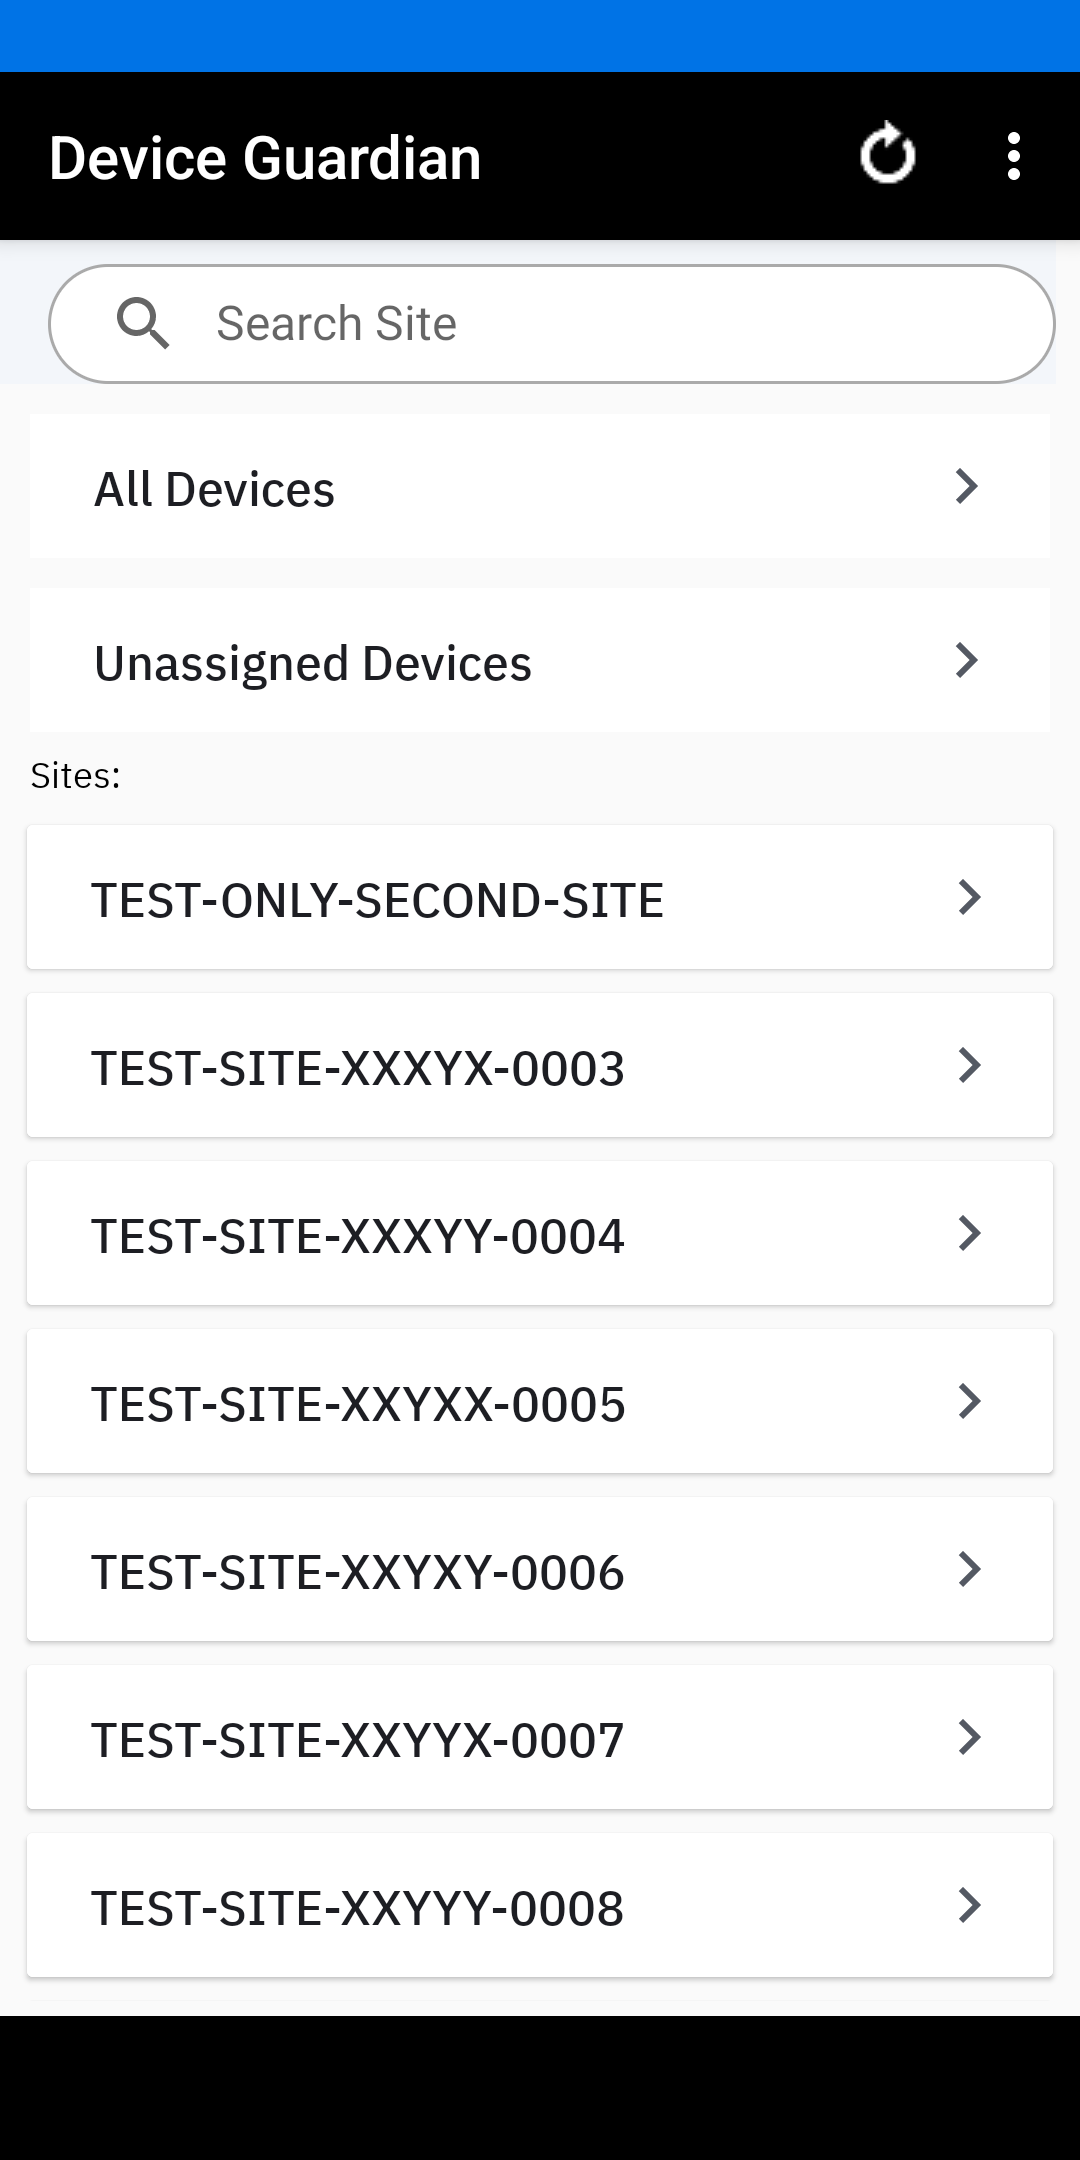 Device Guardian
Search Site
All Devices
Unassigned Devices
Sites:
TEST-ONLY-SECOND-SITE
TEST-SITE-XXXYX-0003
TEST-SITE-XXXYY-0004
TEST-SITE-XXYXX-0005
TEST-SITE-XXYXY-0006
TEST-SITE-XXYYX-0007
TEST-SITE-XXYYY-0008